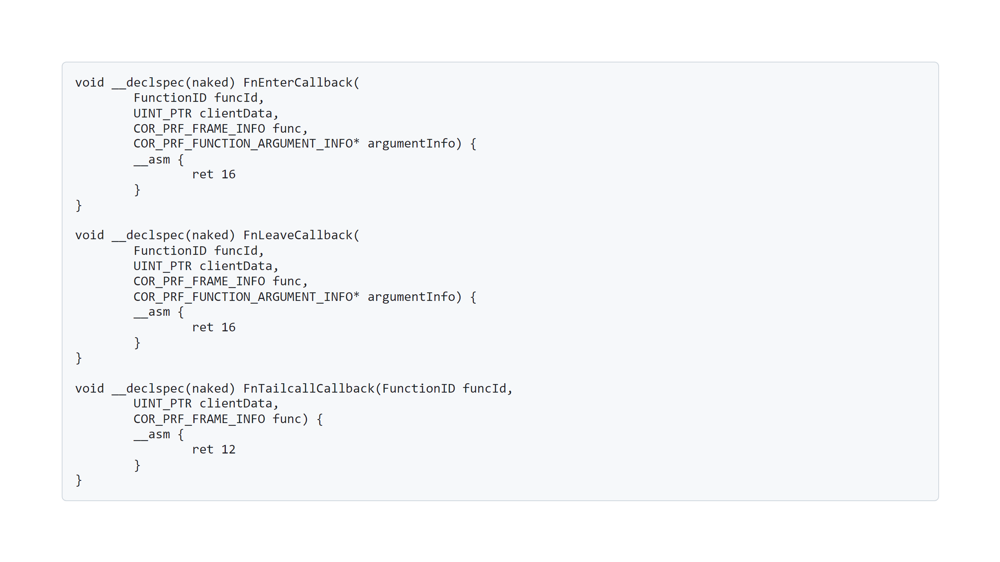 void __declspec(naked) FnEnterCallback(
        FunctionID funcId,
        UINT_PTR clientData,
        COR_PRF_FRAME_INFO func,
        COR_PRF_FUNCTION_ARGUMENT_INFO* argumentInfo) {
        __asm {
                ret 16
        }
}

void __declspec(naked) FnLeaveCallback(
        FunctionID funcId,
        UINT_PTR clientData,
        COR_PRF_FRAME_INFO func,
        COR_PRF_FUNCTION_ARGUMENT_INFO* argumentInfo) {
        __asm {
                ret 16
        }
}

void __declspec(naked) FnTailcallCallback(FunctionID funcId,
        UINT_PTR clientData,
        COR_PRF_FRAME_INFO func) {
        __asm {
                ret 12
        }
}